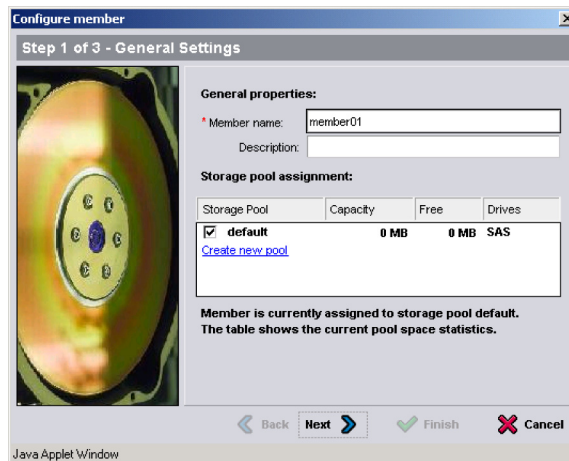 Configure member
Step 1 of 3 - General Settings
General properties:
* Member name: member01
Description:
Storage pool assignment:
Storage Pool Capacity Free Drives
default 0 MB 0 MB SAS
Create new pool
Member is currently assigned to storage pool default.
The table shows the current pool space statistics.
Back Next Finish Cancel
Java Applet Window